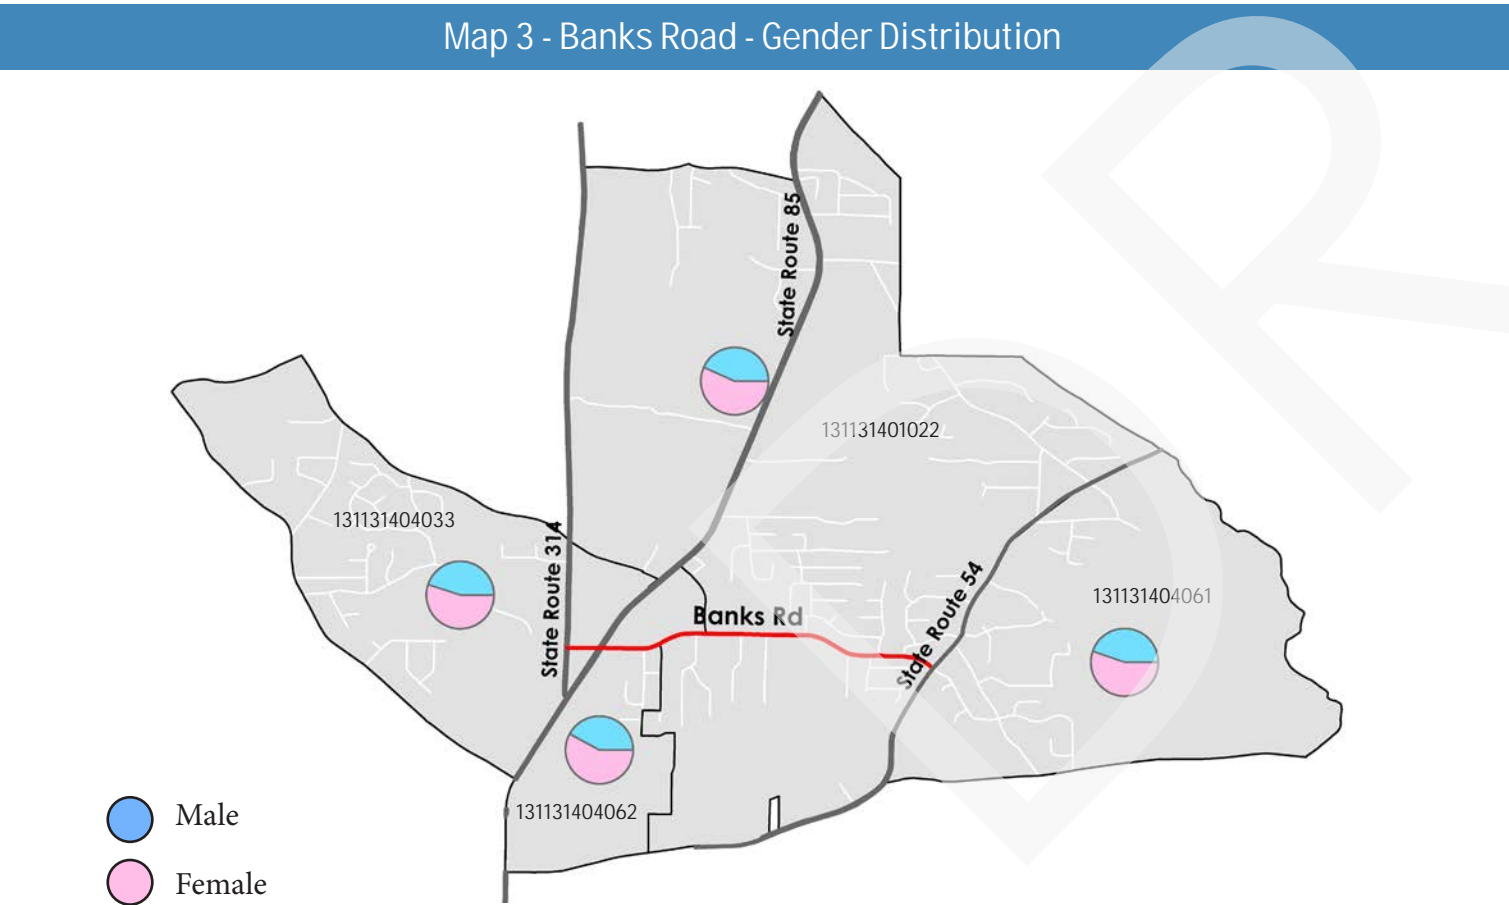 Map 3 - Banks Road - Gender Distribution
State Route 85
131131401022
131131404033
State Route 314
State Route 54
131131404061
Banks Rd
131131404062
Male
Female
DR